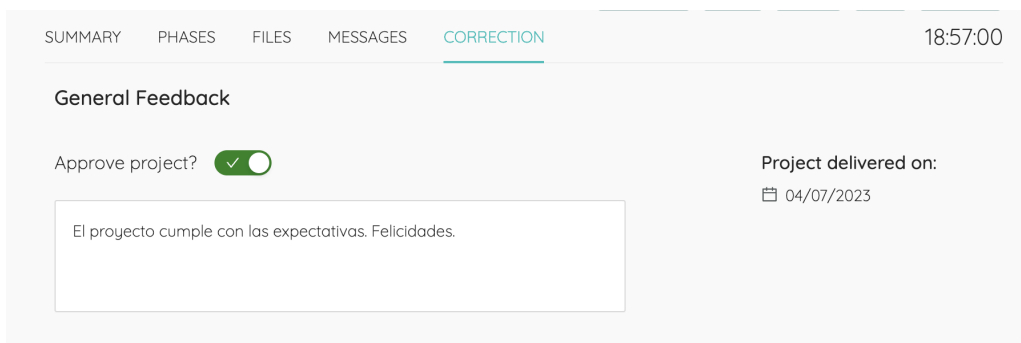 SUMMARY PHASES FILES MESSAGES CORRECTION 18:57:00
General Feedback
Approve project?
Project delivered on:
04/07/2023
El proyecto cumple con las expectativas. Felicidades.